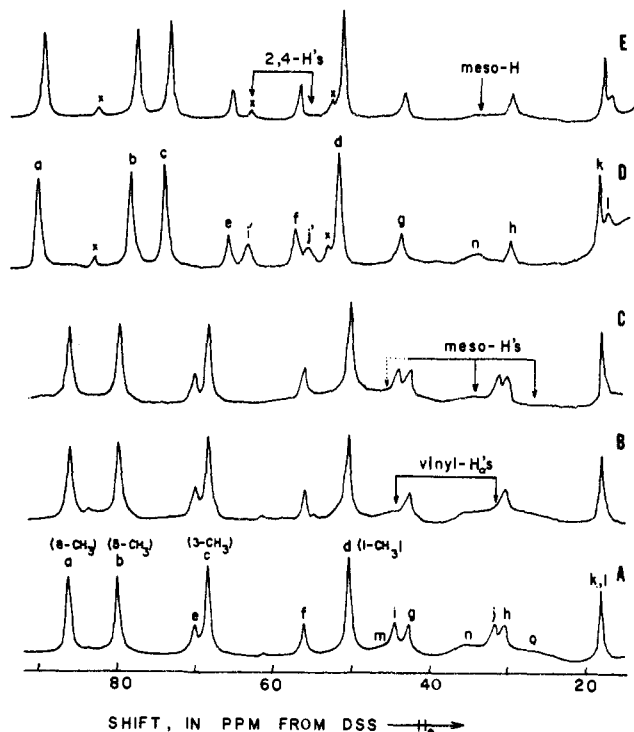 E
2,4-H's
meso-H
x
x
x
D
a
b
c
d
e
i'
f
j'
g
n
h
k
l
x
x
C
meso-H's
B
vinyl-Hα's
A
(8-CH3)
(5-CH3)
(3-CH3)
(1-CH3)
a
b
c
d
e
f
m
i
g
n
j
h
o
k,l
80
60
40
20
SHIFT, IN PPM FROM DSS